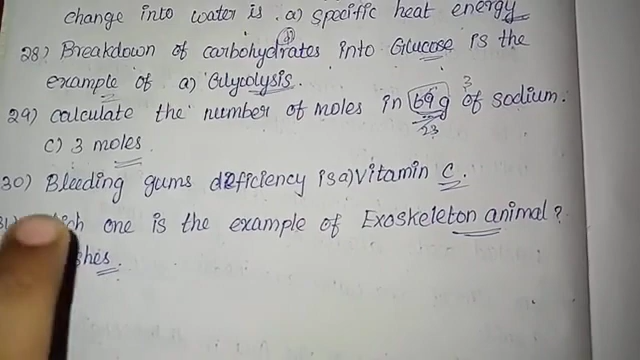 change into water is . a) Specific heat energy
28) Breakdown of carbohydrates into Glucose is the
example of a) Glycolysis.
29) calculate the number of moles in 69g of sodium.
3
23
c) 3 moles.
30) Bleeding gums deficiency is a) Vitamin C.
one is the example of Exoskeleton animal?